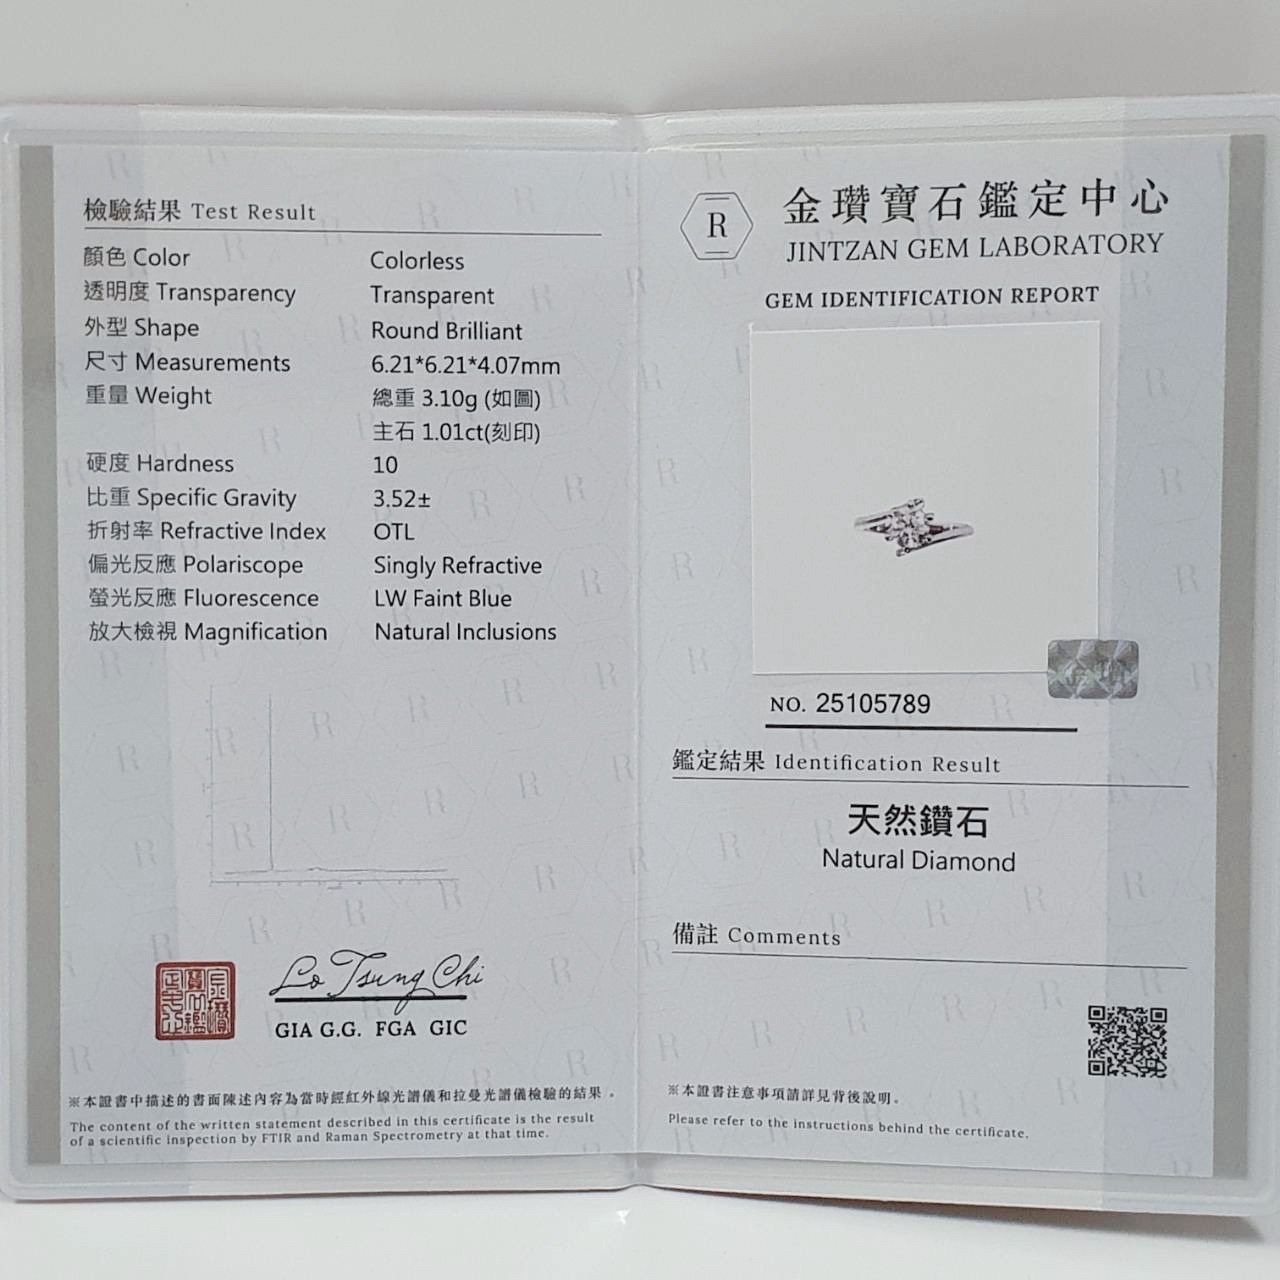 檢驗結果 Test Result
顏色 Color Colorless
透明度 Transparency Transparent
外型 Shape Round Brilliant
尺寸 Measurements 6.21*6.21*4.07mm
重量 Weight 總重 3.10g (如圖)
主石 1.01ct(刻印)
硬度 Hardness 10
比重 Specific Gravity 3.52±
折射率 Refractive Index OTL
偏光反應 Polariscope Singly Refractive
螢光反應 Fluorescence LW Faint Blue
放大檢視 Magnification Natural Inclusions
Lo Tsung Chi
GIA G.G. FGA GIC
※本證書中描述的書面陳述內容為當時經紅外線光譜儀和拉曼光譜儀檢驗的結果。
The content of the written statement described in this certificate is the result
of a scientific inspection by FTIR and Raman Spectrometry at that time.
R
金瓚寶石鑑定中心
JINTZAN GEM LABORATORY
GEM IDENTIFICATION REPORT
NO. 25105789
鑑定結果 Identification Result
天然鑽石
Natural Diamond
備註 Comments
※本證書注意事項請詳見背後說明。
Please refer to the instructions behind the certificate.